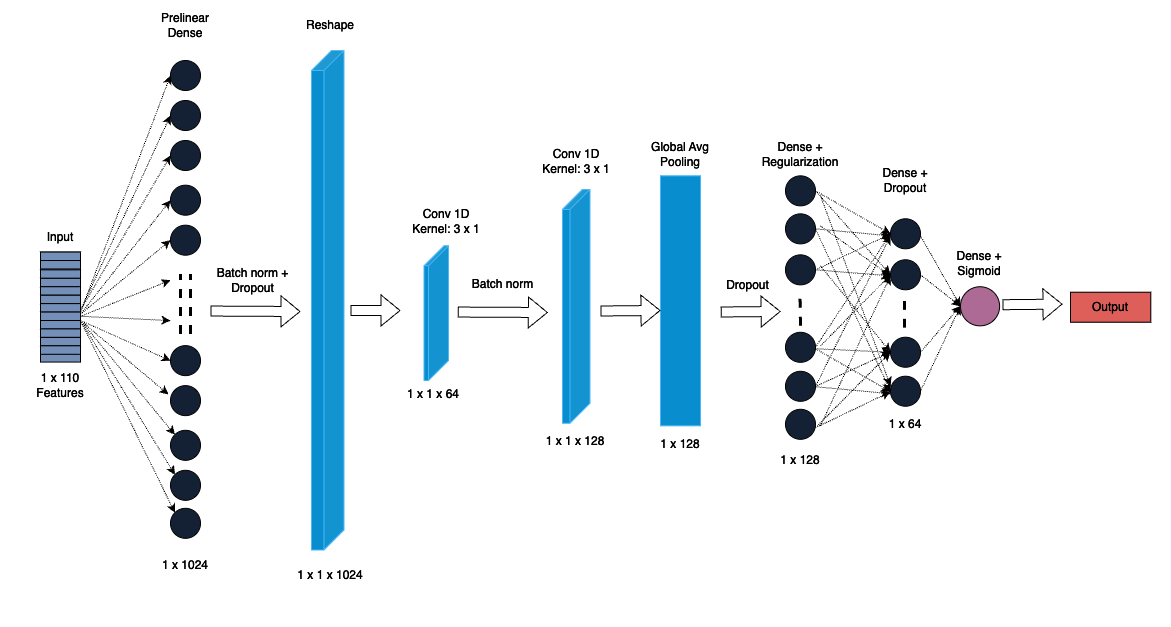 Input
1 x 110
Features
Prelinear
Dense
1 x 1024
Batch norm +
Dropout
Reshape
1 x 1 x 1024
Conv 1D
Kernel: 3 x 1
1 x 1 x 64
Batch norm
Conv 1D
Kernel: 3 x 1
1 x 1 x 128
Global Avg
Pooling
1 x 128
Dropout
Dense +
Regularization
1 x 128
Dense +
Dropout
1 x 64
Dense +
Sigmoid
Output